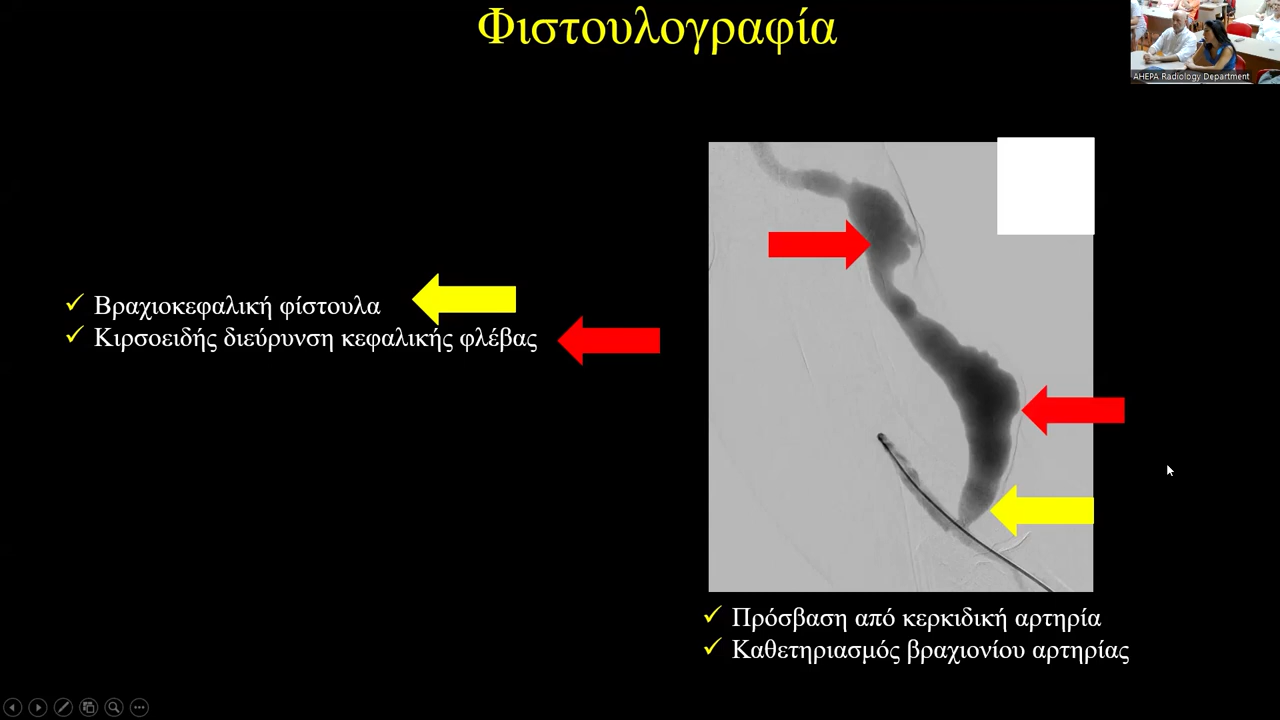 Φιστουλογραφία
AHEPA Radiology Department
Βραχιοκεφαλική φίστουλα
Κιρσοειδής διεύρυνση κεφαλικής φλέβας
Πρόσβαση από κερκιδική αρτηρία
Καθετηριασμός βραχιονίου αρτηρίας